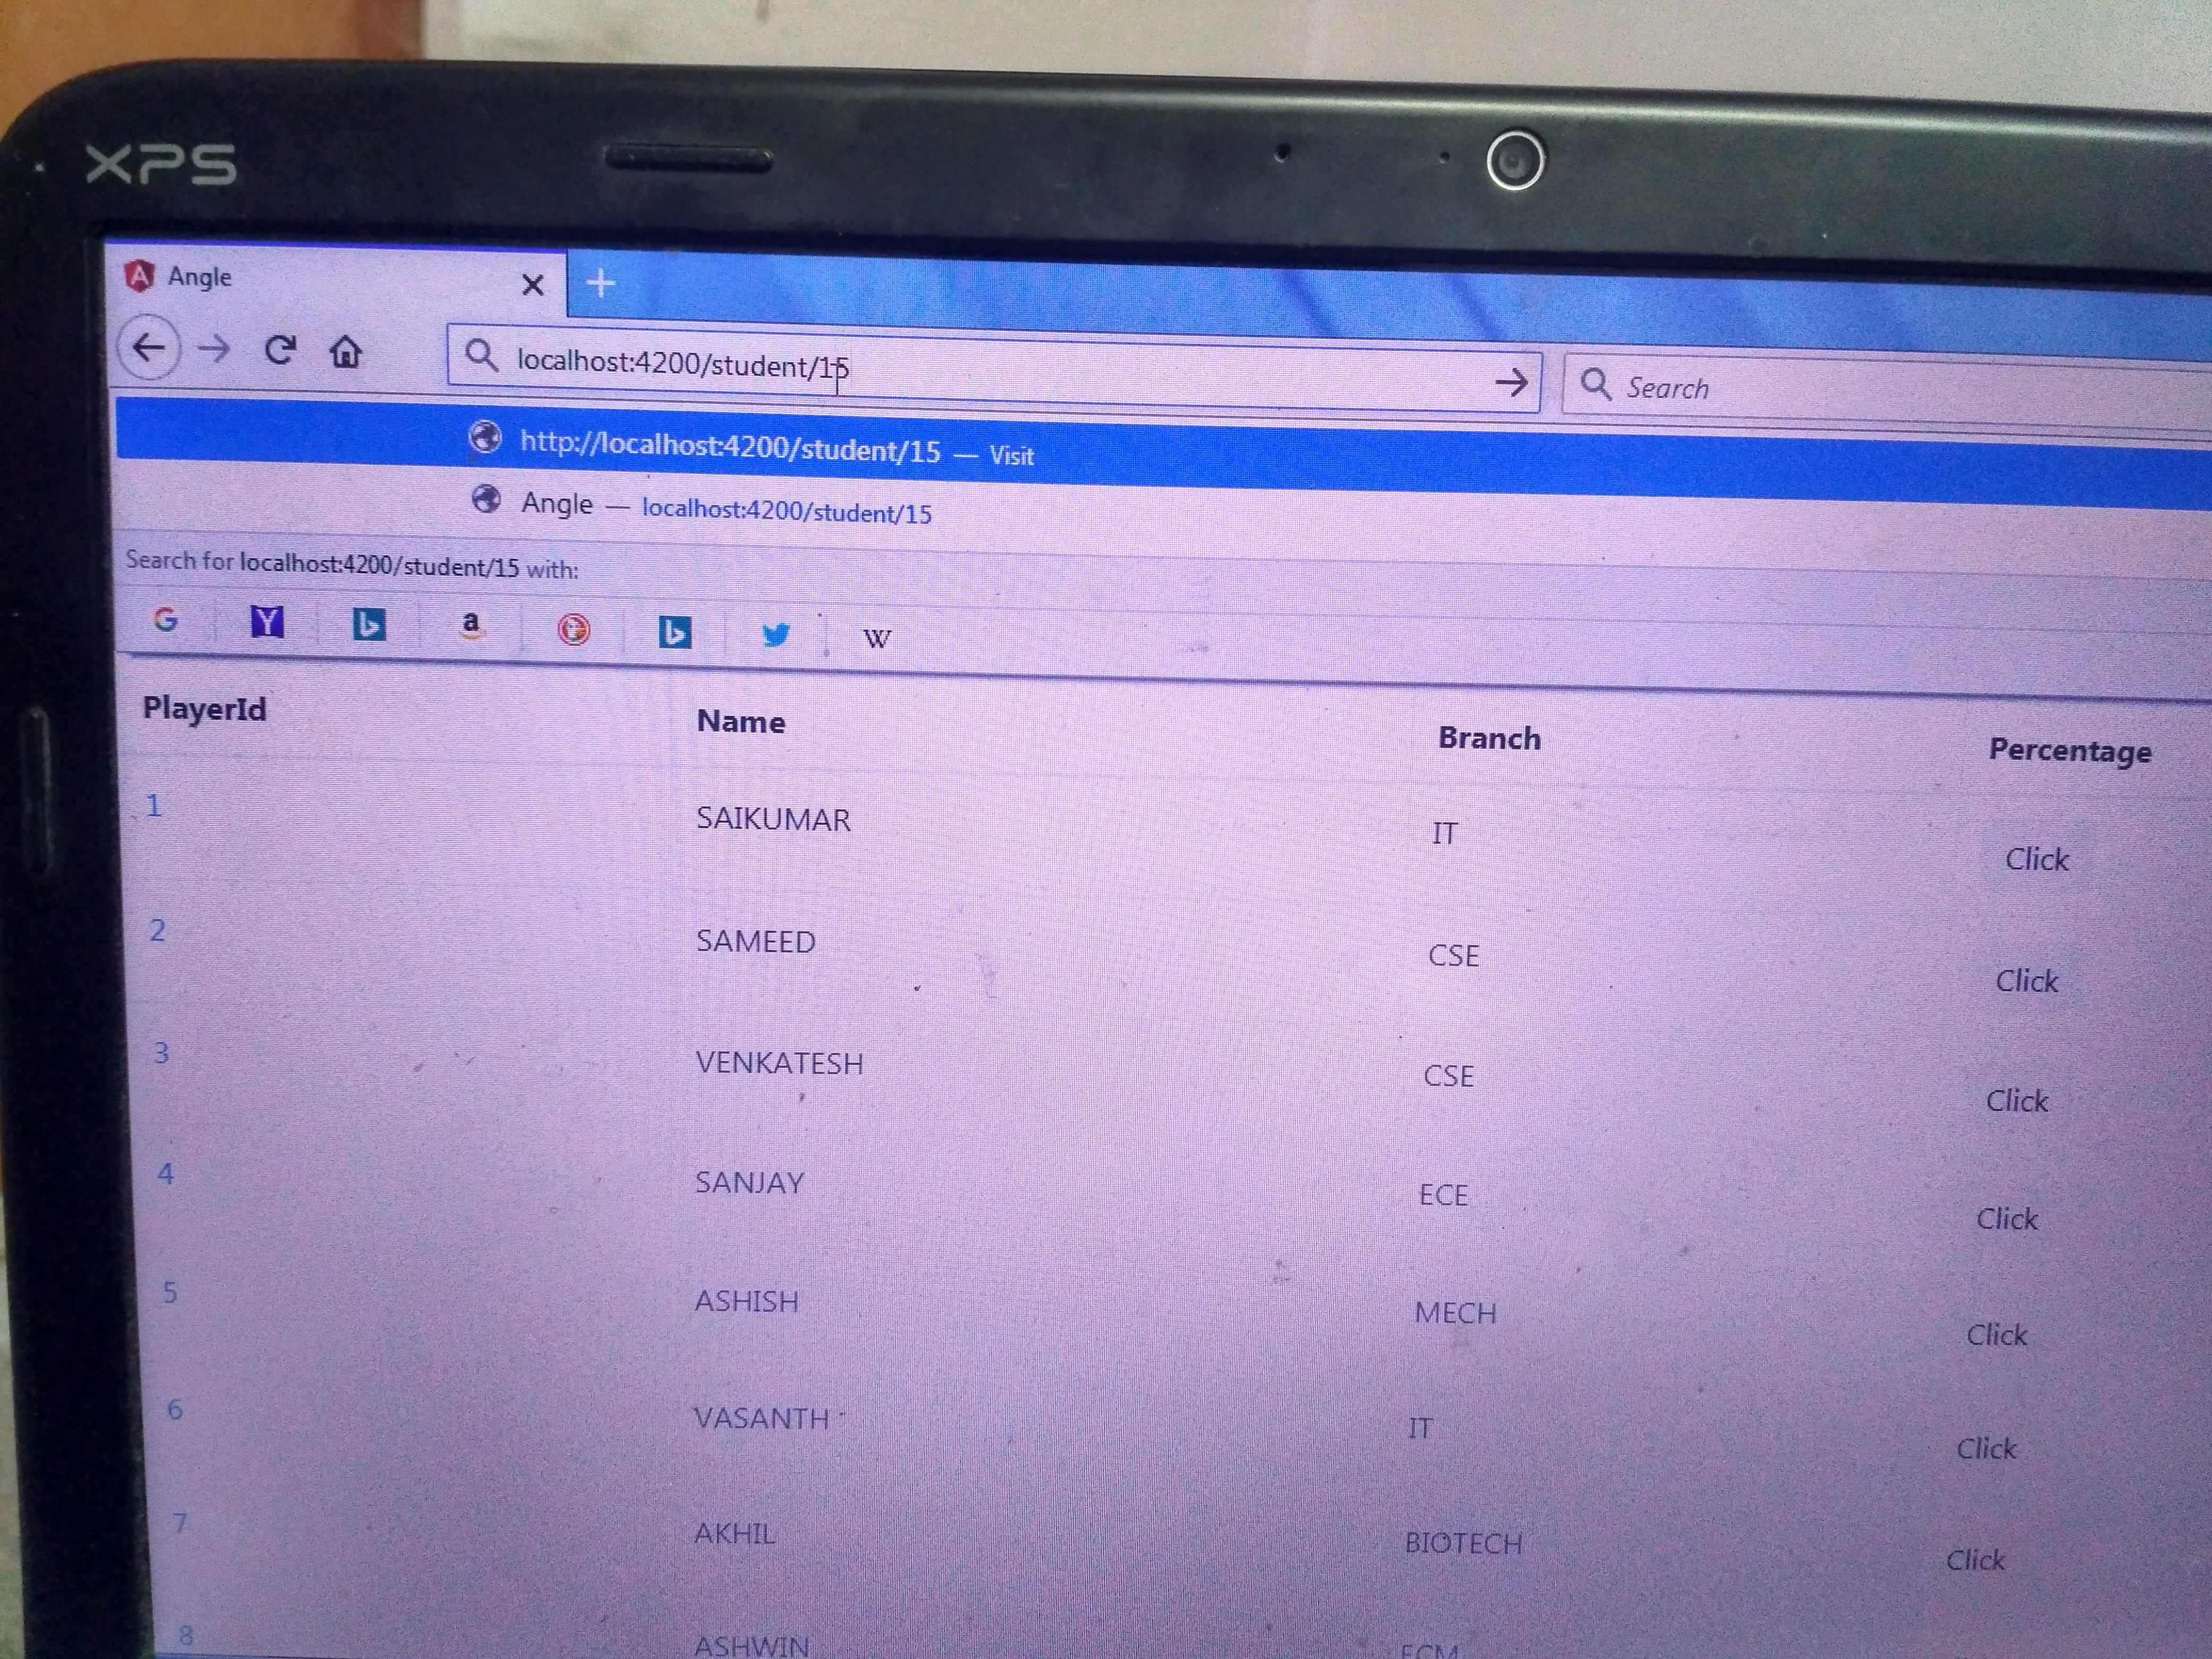 XPS
Angle
localhost:4200/student/15
Search
http://localhost:4200/student/15 — Visit
Angle — localhost:4200/student/15
Search for localhost:4200/student/15 with:
G Y b a b W
PlayerId Name Branch Percentage
1 SAIKUMAR IT Click
2 SAMEED CSE Click
3 VENKATESH CSE Click
4 SANJAY ECE Click
5 ASHISH MECH Click
6 VASANTH IT Click
7 AKHIL BIOTECH Click
8 ASHWIN ECM